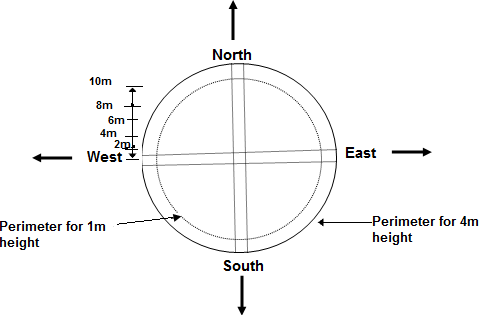 North
10m
8m
6m
4m
2m
West
East
Perimeter for 1m
height
Perimeter for 4m
height
South